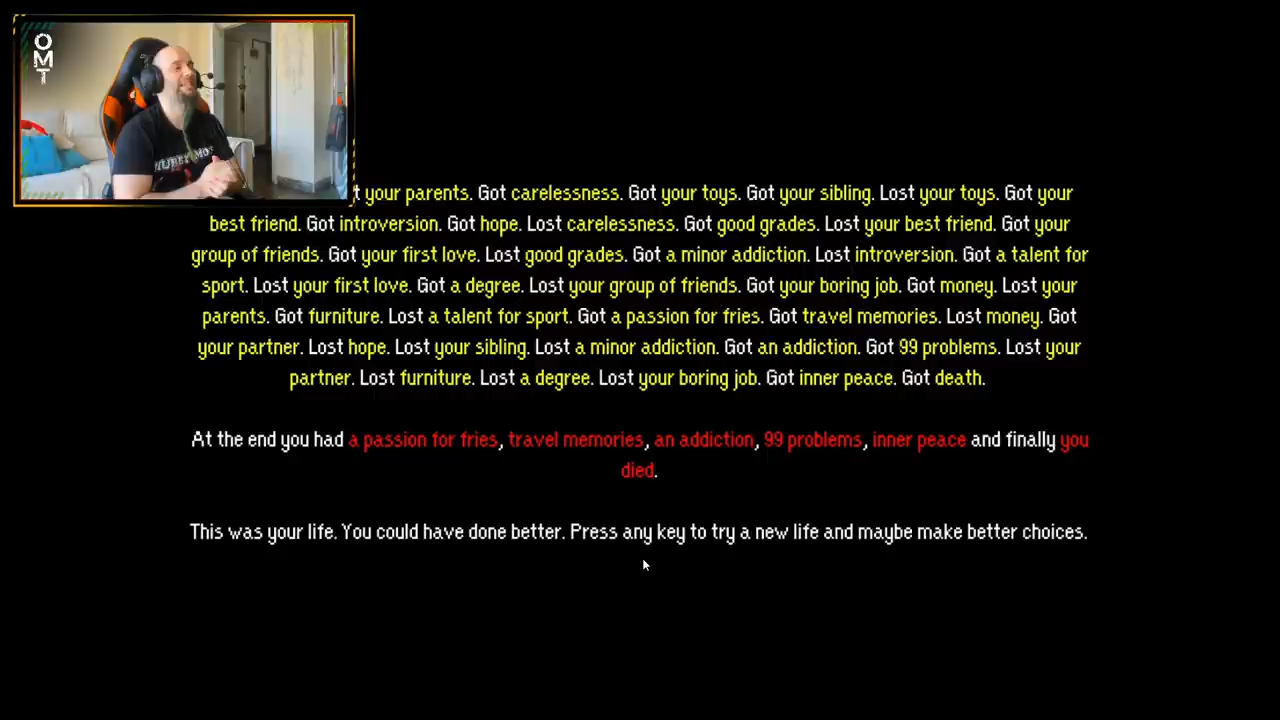 OMT
your parents. Got carelessness. Got your toys. Got your sibling. Lost your toys. Got your
best friend. Got introversion. Got hope. Lost carelessness. Got good grades. Lost your best friend. Got your
group of friends. Got your first love. Lost good grades. Got a minor addiction. Lost introversion. Got a talent for
sport. Lost your first love. Got a degree. Lost your group of friends. Got your boring job. Got money. Lost your
parents. Got furniture. Lost a talent for sport. Got a passion for fries. Got travel memories. Lost money. Got
your partner. Lost hope. Lost your sibling. Lost a minor addiction. Got an addiction. Got 99 problems. Lost your
partner. Lost furniture. Lost a degree. Lost your boring job. Got inner peace. Got death.
At the end you had a passion for fries, travel memories, an addiction, 99 problems, inner peace and finally you
died.
This was your life. You could have done better. Press any key to try a new life and maybe make better choices.